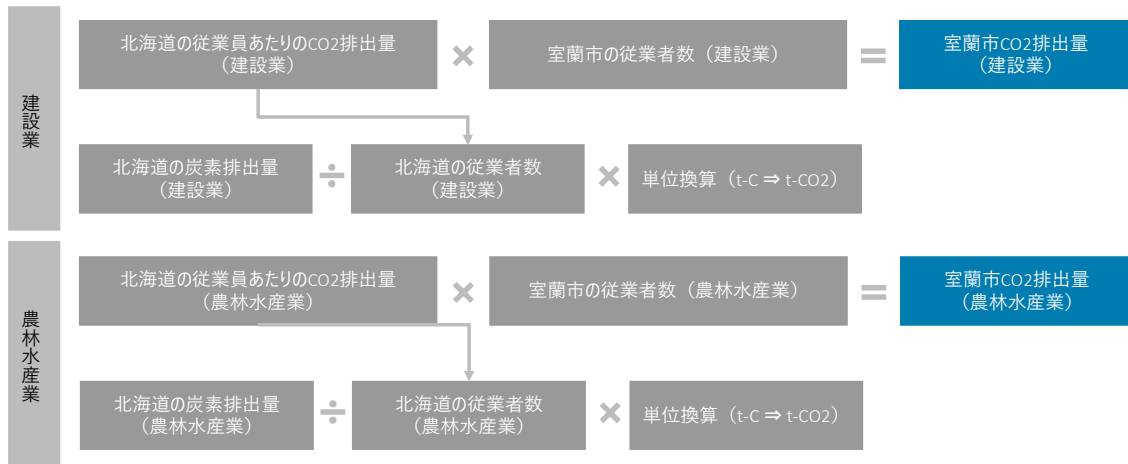 建設業
北海道の従業員あたりのCO2排出量
（建設業）
×
室蘭市の従業者数（建設業）
=
室蘭市CO2排出量
（建設業）
北海道の炭素排出量
（建設業）
÷
北海道の従業者数
（建設業）
×
単位換算（t-C ⇒ t-CO2）
農林水産業
北海道の従業員あたりのCO2排出量
（農林水産業）
×
室蘭市の従業者数（農林水産業）
=
室蘭市CO2排出量
（農林水産業）
北海道の炭素排出量
（農林水産業）
÷
北海道の従業者数
（農林水産業）
×
単位換算（t-C ⇒ t-CO2）